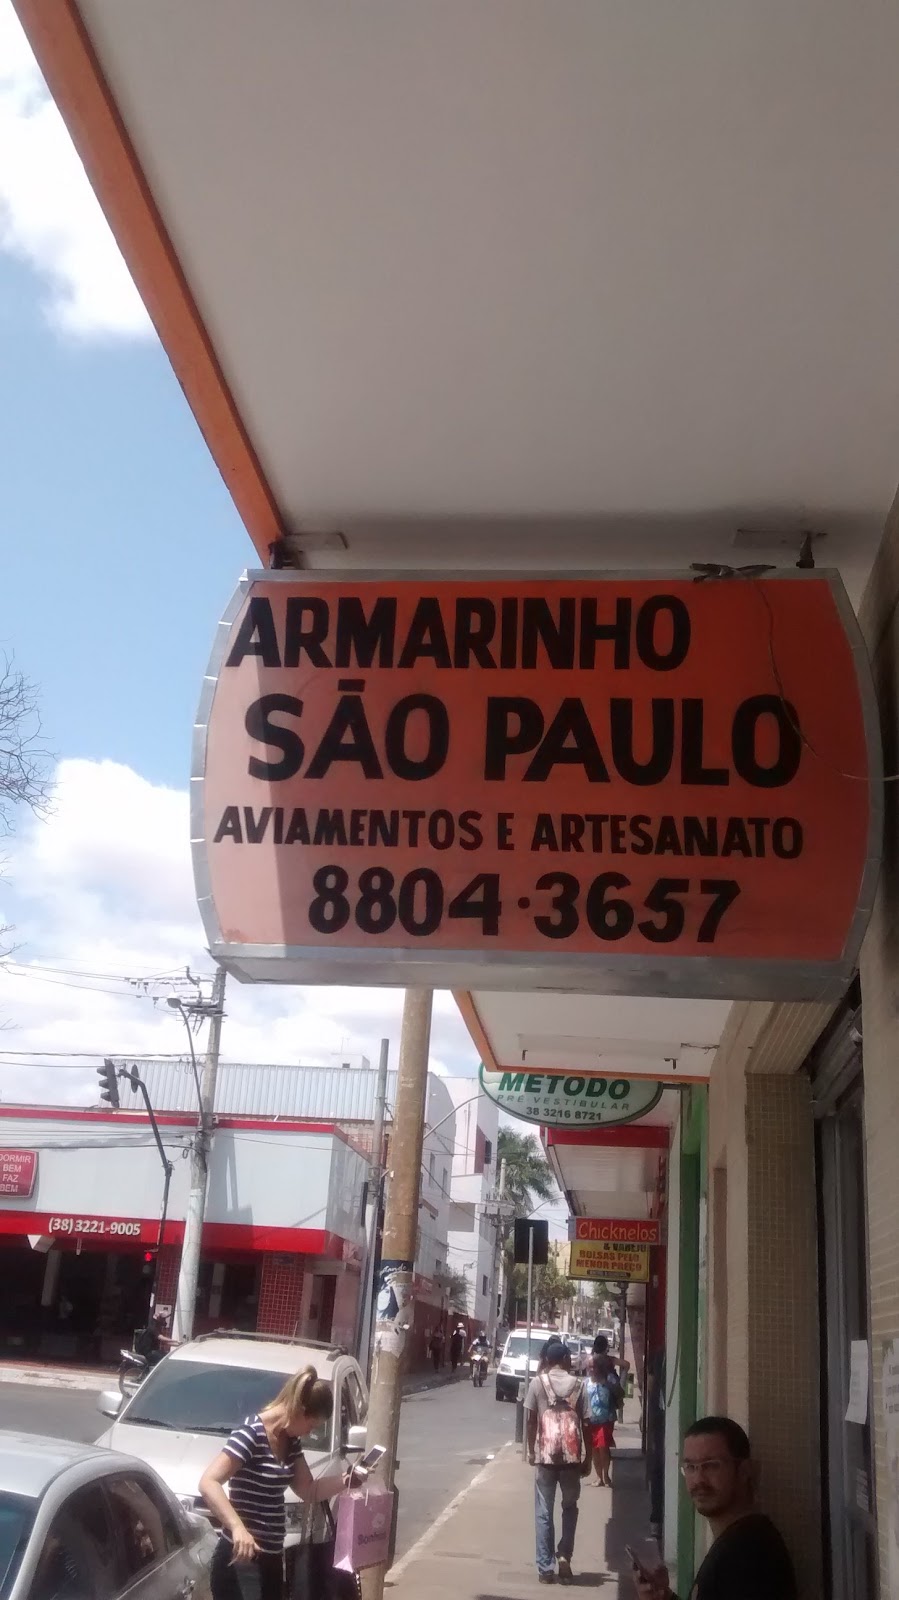 ARMARINHO
SÃO PAULO
AVIAMENTOS E ARTESANATO
8804·3657
METODO
PRÉ VESTIBULAR
38 3216 8721
DORMIR
BEM
FAZ
BEM
(38) 3221-9005
Chicknelos
& VAREJO
BOLSAS PELO
MENOR PREÇO